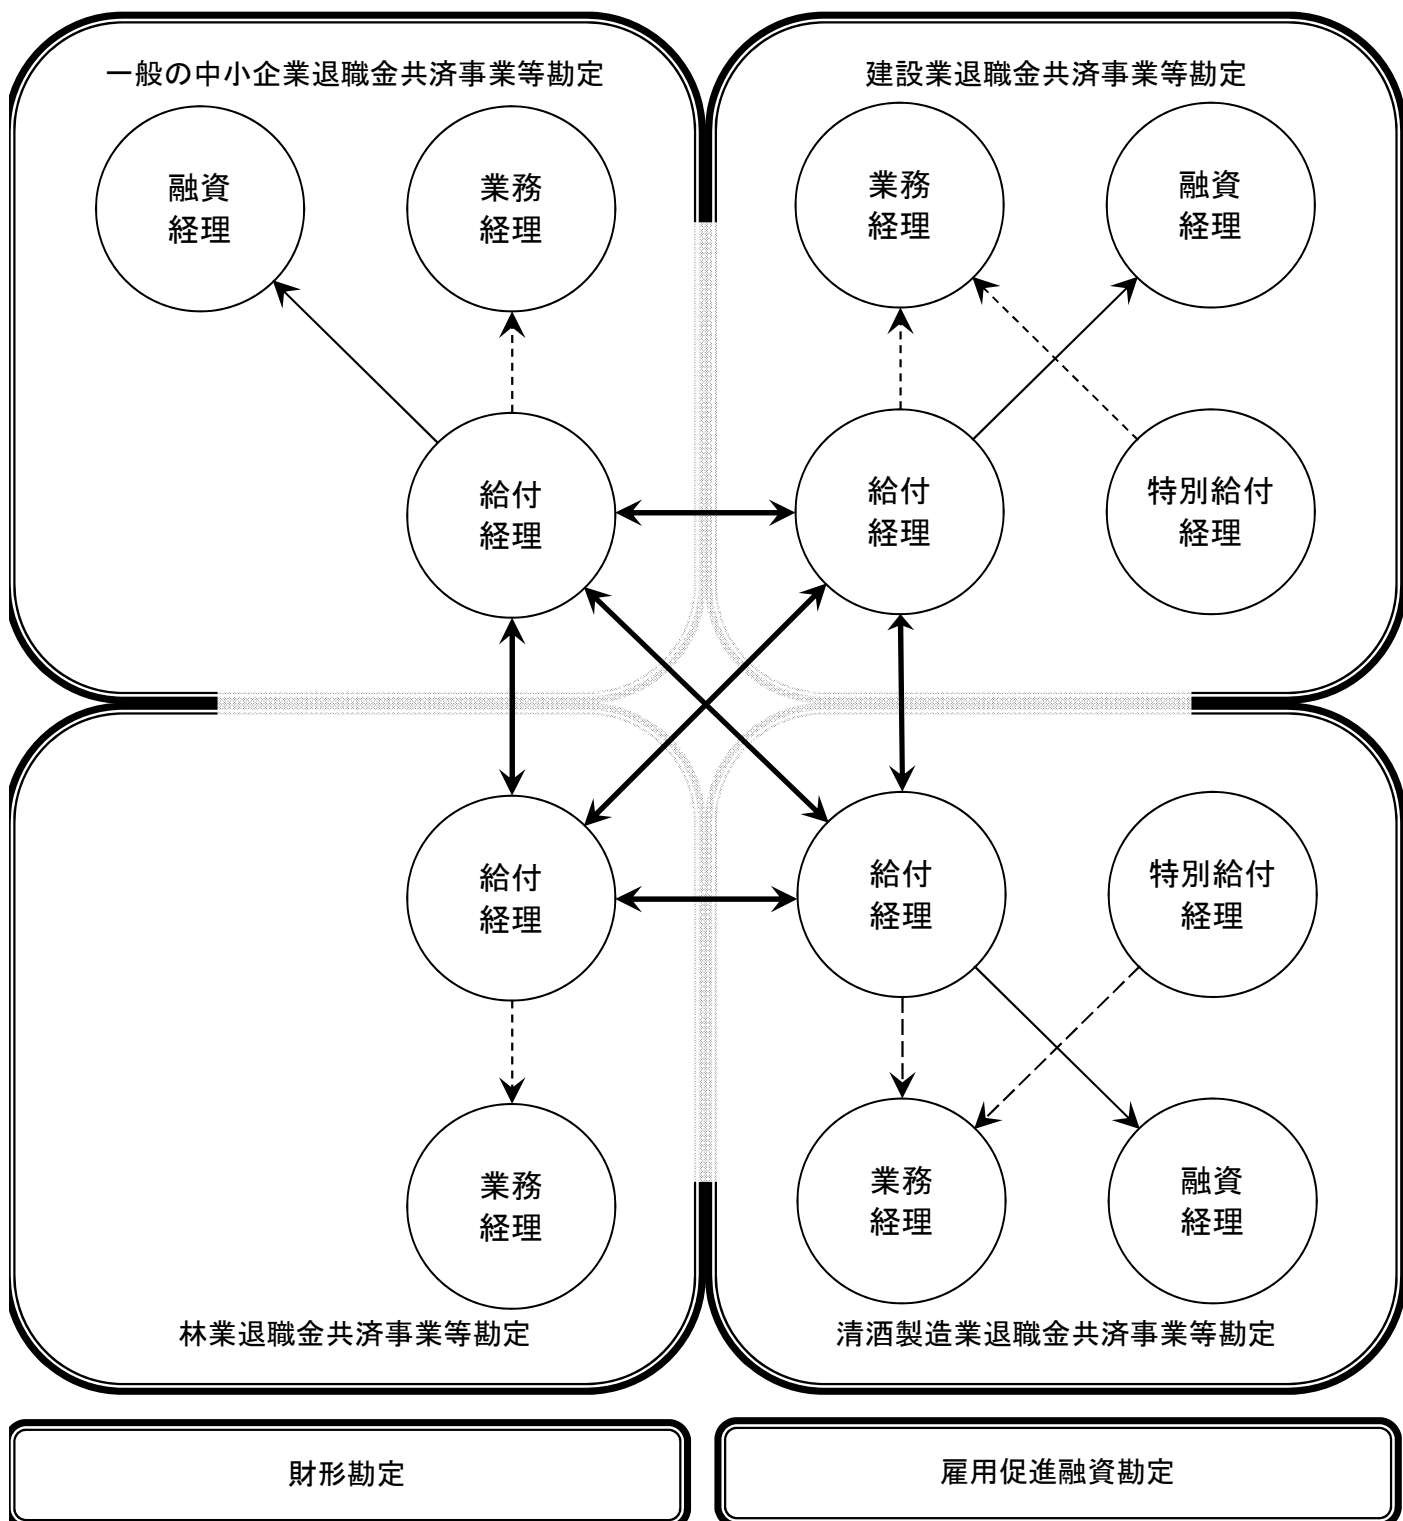 一般の中小企業退職金共済事業等勘定
融資
経理
業務
経理
給付
経理
建設業退職金共済事業等勘定
業務
経理
融資
経理
給付
経理
特別給付
経理
給付
経理
業務
経理
林業退職金共済事業等勘定
給付
経理
特別給付
経理
業務
経理
融資
経理
清酒製造業退職金共済事業等勘定
財形勘定
雇用促進融資勘定